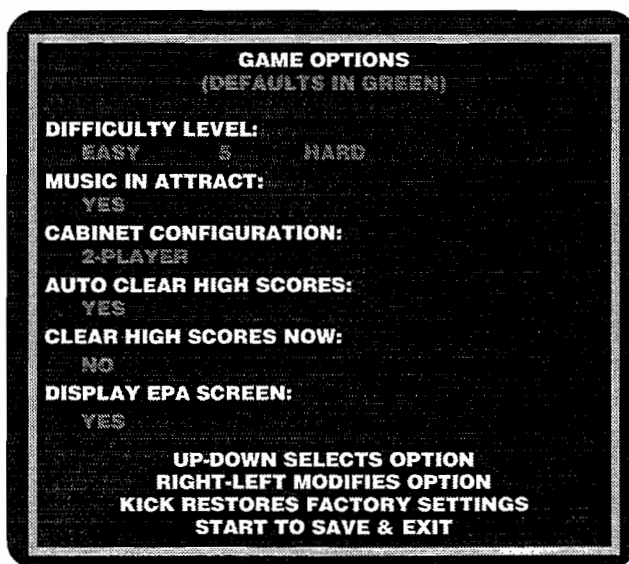 GAME OPTIONS
(DEFAULTS IN GREEN)
DIFFICULTY LEVEL:
EASY 5 HARD
MUSIC IN ATTRACT:
YES
CABINET CONFIGURATION:
2-PLAYER
AUTO CLEAR HIGH SCORES:
YES
CLEAR HIGH SCORES NOW:
NO
DISPLAY EPA SCREEN:
YES
UP-DOWN SELECTS OPTION
RIGHT-LEFT MODIFIES OPTION
KICK RESTORES FACTORY SETTINGS
START TO SAVE & EXIT